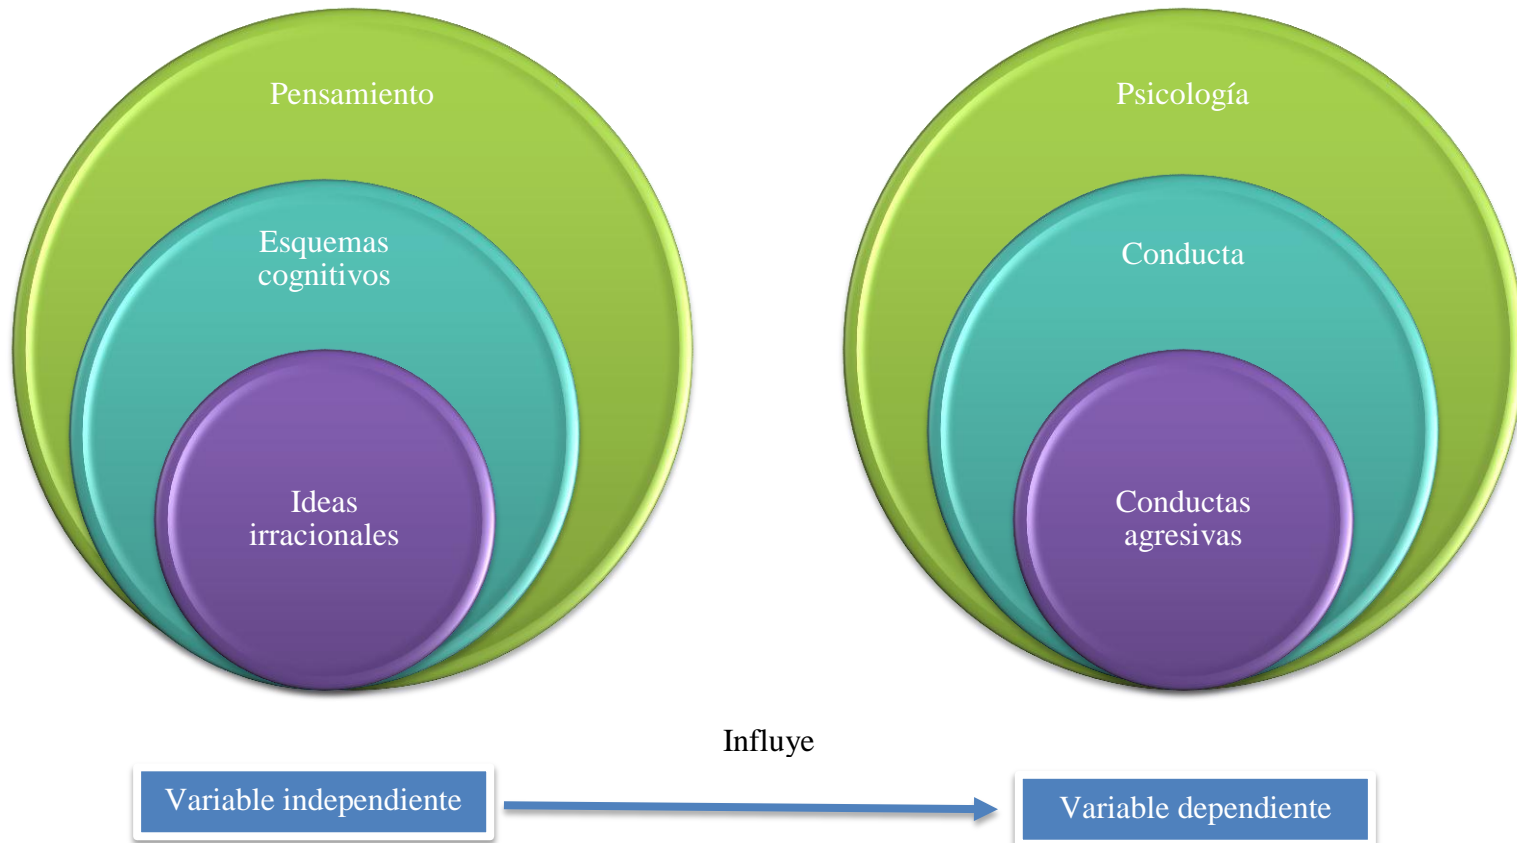 Pensamiento
Esquemas
cognitivos
Ideas
irracionales
Psicología
Conducta
Conductas
agresivas
Influye
Variable independiente
Variable dependiente